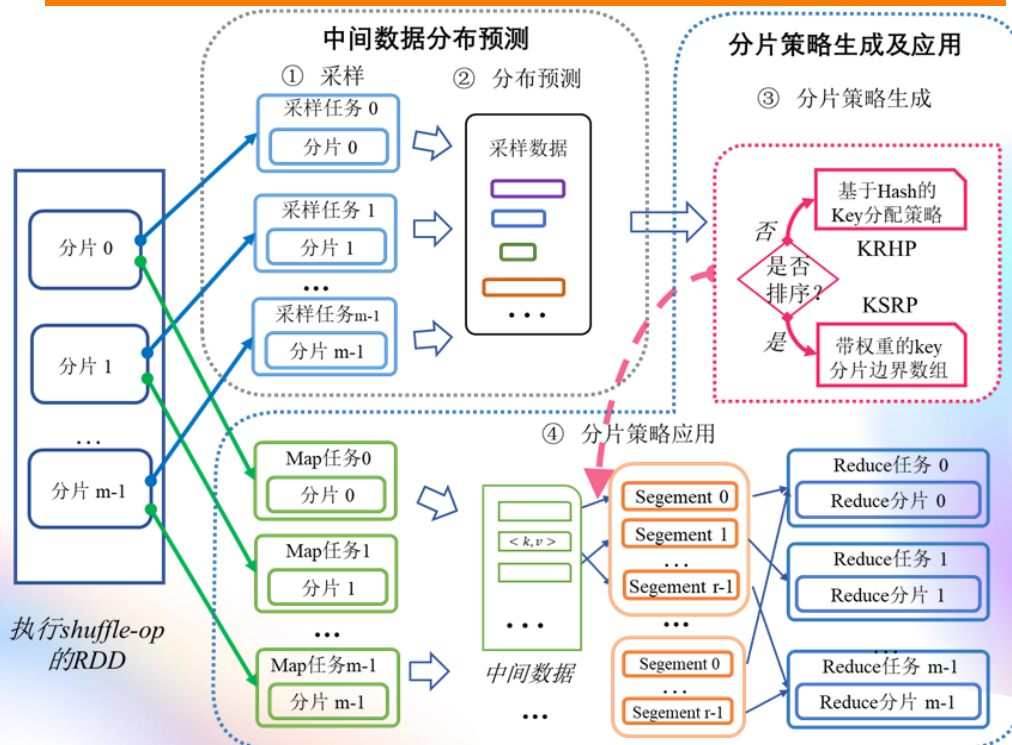 中间数据分布预测
① 采样
② 分布预测
采样任务 0
分片 0
采样任务 1
分片 1
...
采样任务m-1
分片 m-1
采样数据
...
分片策略生成及应用
③ 分片策略生成
基于Hash的
Key分配策略
KRHP
否
是否
排序？
是
KSRP
带权重的key
分片边界数组
分片 0
分片 1
...
分片 m-1
执行shuffle-op
的RDD
④ 分片策略应用
Map任务0
分片 0
Map任务1
分片 1
...
Map任务m-1
分片 m-1
< k, v >
...
中间数据
...
Segement 0
Segement 1
...
Segement r-1
...
Segement 0
...
Segement r-1
Reduce任务 0
Reduce分片 0
Reduce任务 1
Reduce分片 1
...
Reduce任务 m-1
Reduce分片 m-1